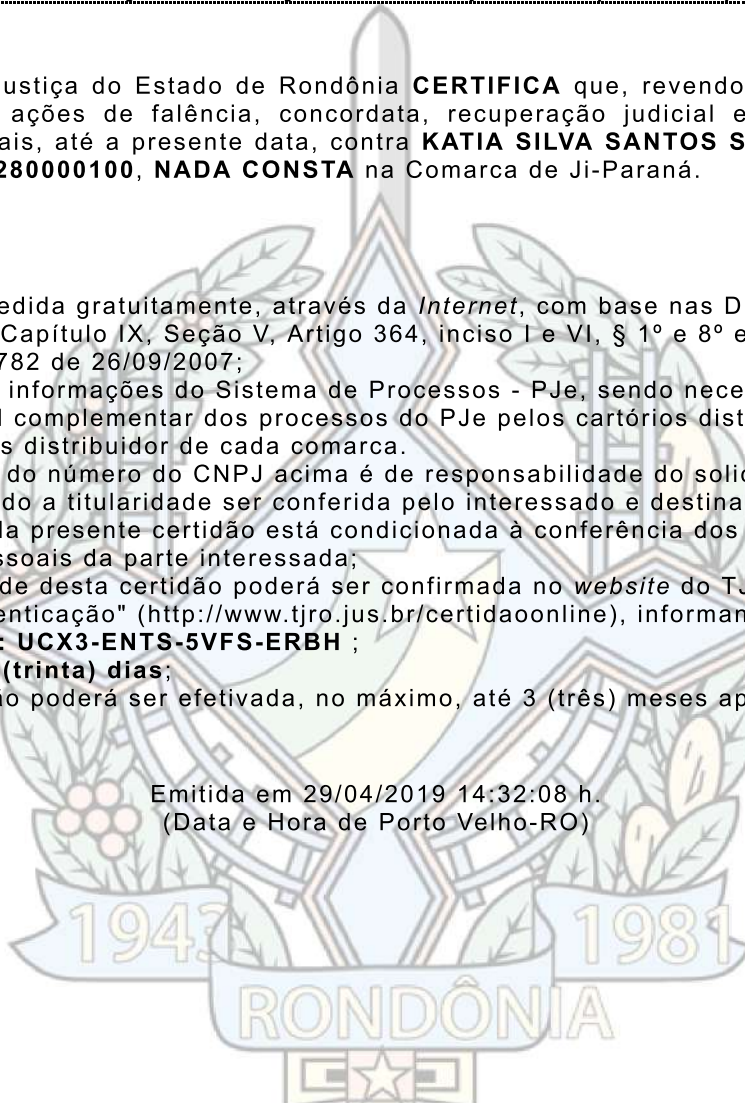 ustiça do Estado de Rondônia CERTIFICA que, revendo
ações de falência, concordata, recuperação judicial e
ais, até a presente data, contra KATIA SILVA SANTOS S
280000100, NADA CONSTA na Comarca de Ji-Paraná.
edida gratuitamente, através da Internet, com base nas D
Capítulo IX, Seção V, Artigo 364, inciso I e VI, § 1º e 8º e
782 de 26/09/2007;
informações do Sistema de Processos - PJe, sendo nece
l complementar dos processos do PJe pelos cartórios dist
s distribuidor de cada comarca.
do número do CNPJ acima é de responsabilidade do solic
do a titularidade ser conferida pelo interessado e destina
da presente certidão está condicionada à conferência dos
ssoais da parte interessada;
de desta certidão poderá ser confirmada no website do TJ
enticação" (http://www.tjro.jus.br/certidaoonline), informan
: UCX3-ENTS-5VFS-ERBH ;
(trinta) dias;
ão poderá ser efetivada, no máximo, até 3 (três) meses ap
Emitida em 29/04/2019 14:32:08 h.
(Data e Hora de Porto Velho-RO)
1943 1981
RONDÔNIA